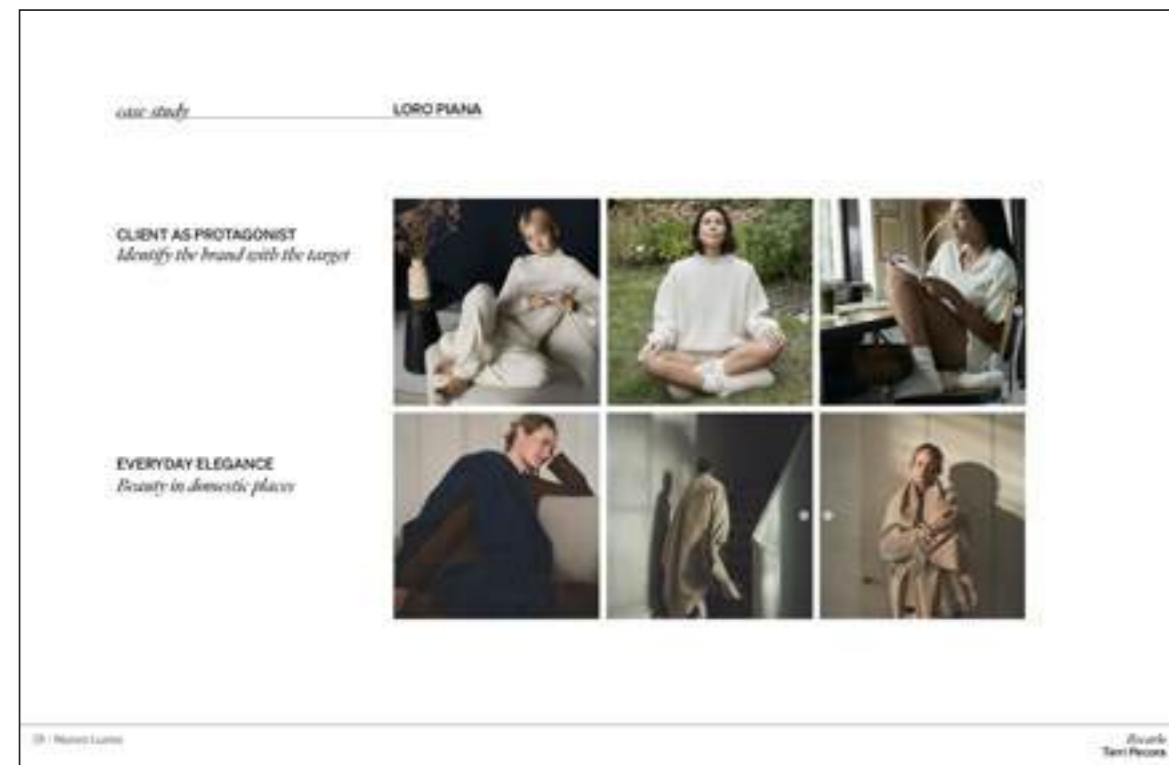 case study
LORO PIANA
CLIENT AS PROTAGONIST
Identify the brand with the target
EVERYDAY ELEGANCE
Beauty in domestic places
Terri Pecora